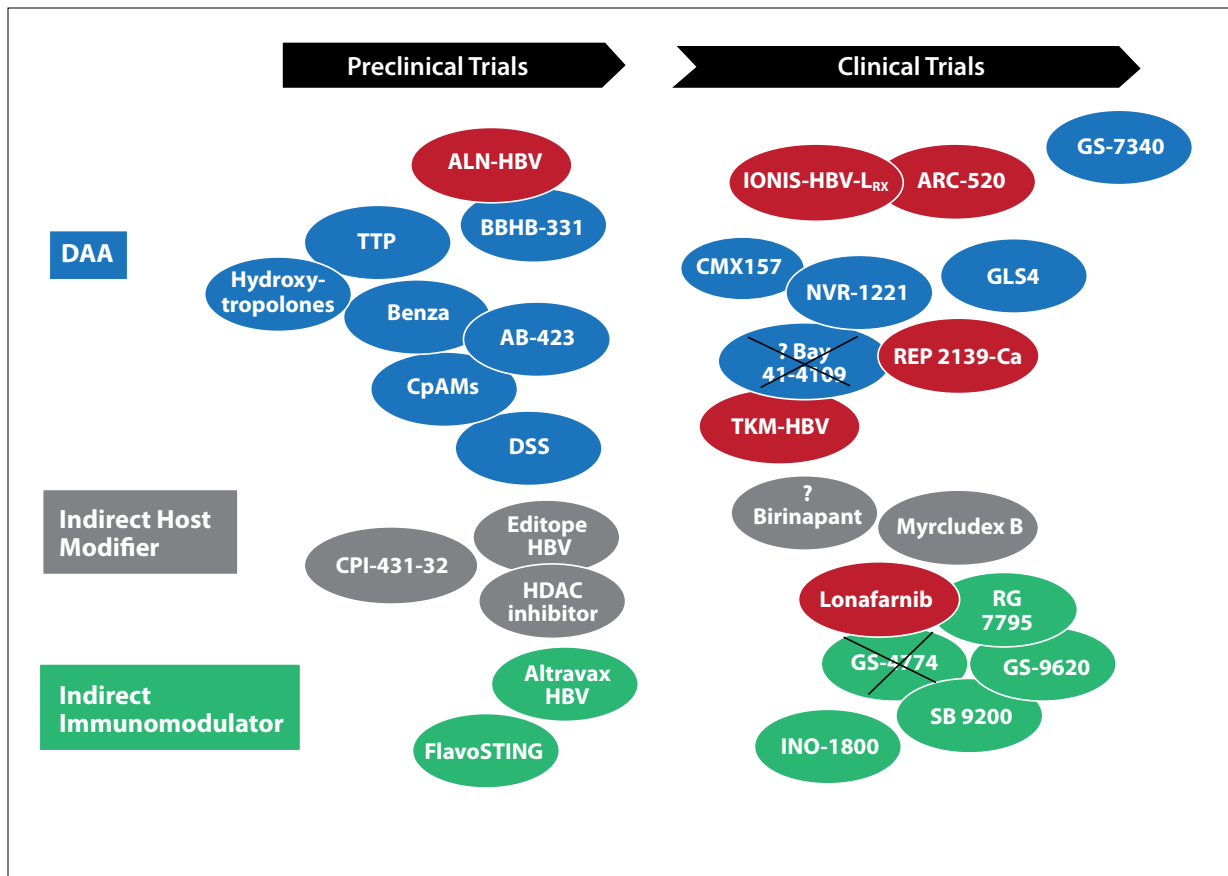 Preclinical Trials
Clinical Trials
GS-7340
ALN-HBV
IONIS-HBV-LRX
ARC-520
BBHB-331
TTP
DAA
CMX157
GLS4
Hydroxy-
tropolones
NVR-1221
Benza
AB-423
? Bay
41-4109
REP 2139-Ca
CpAMs
TKM-HBV
DSS
Indirect Host
Modifier
?
Birinapant
Myrcludex B
Editope
HBV
CPI-431-32
HDAC
inhibitor
Lonafarnib
RG
7795
GS-4774
GS-9620
Indirect
Immunomodulator
Altravax
HBV
SB 9200
FlavoSTING
INO-1800